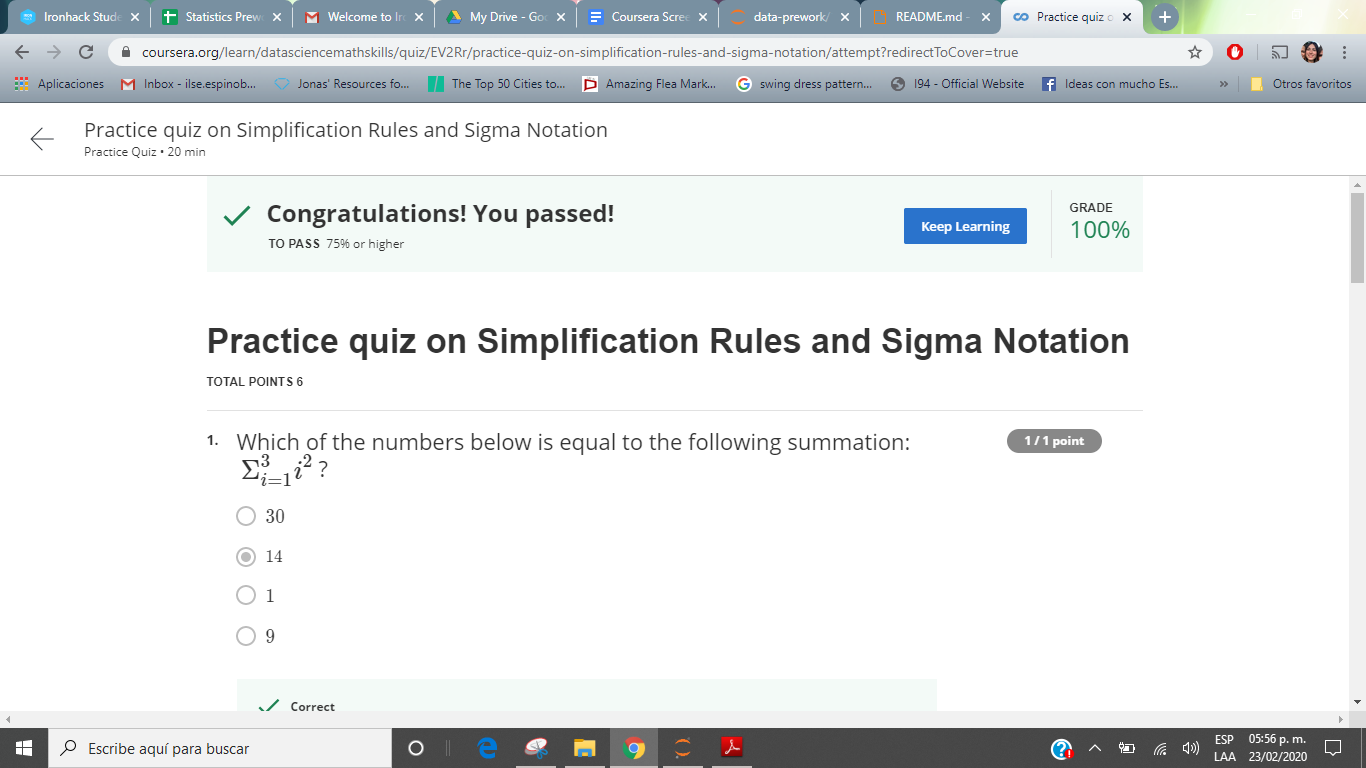 Ironhack Stude
Statistics Prew
Welcome to Ir
My Drive - Go
Coursera Scree
data-prework/
README.md -
Practice quiz o
coursera.org/learn/datasciencemathskills/quiz/EV2Rr/practice-quiz-on-simplification-rules-and-sigma-notation/attempt?redirectToCover=true
Aplicaciones
Inbox - ilse.espinob...
Jonas' Resources fo...
The Top 50 Cities to...
Amazing Flea Mark...
swing dress pattern...
I94 - Official Website
Ideas con mucho Es...
»
Otros favoritos
Practice quiz on Simplification Rules and Sigma Notation
Practice Quiz • 20 min
Congratulations! You passed!
TO PASS 75% or higher
Keep Learning
GRADE
100%
Practice quiz on Simplification Rules and Sigma Notation
TOTAL POINTS 6
1. Which of the numbers below is equal to the following summation:
1 / 1 point
Σ³ᵢ₌₁ i² ?
30
14
1
9
Correct
Escribe aquí para buscar
ESP
LAA
05:56 p. m.
23/02/2020